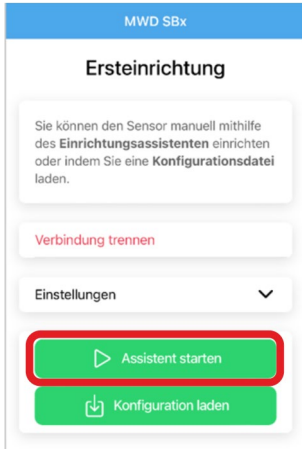 MWD SBx
Ersteinrichtung
Sie können den Sensor manuell mithilfe
des Einrichtungsassistenten einrichten
oder indem Sie eine Konfigurationsdatei
laden.
Verbindung trennen
Einstellungen
Assistent starten
Konfiguration laden